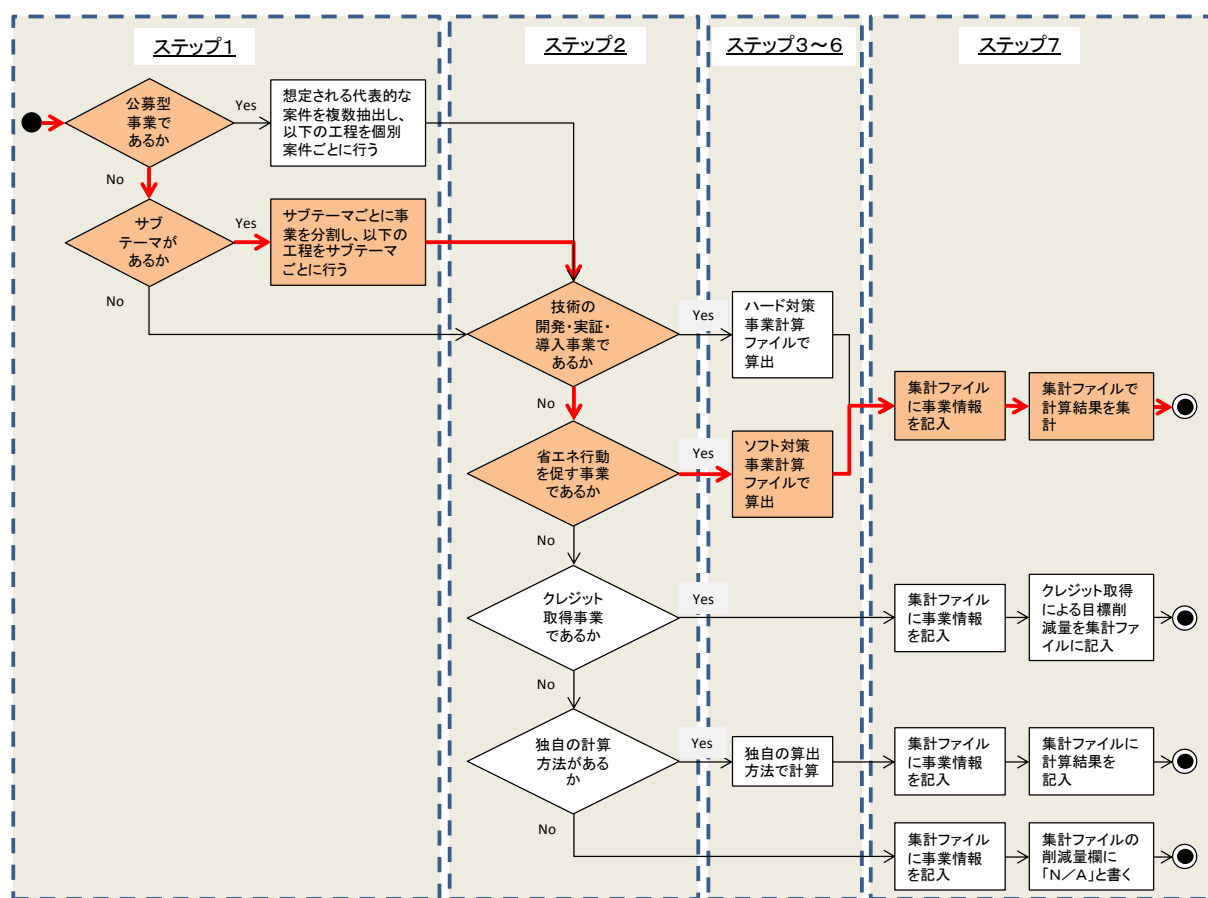 ステップ1
ステップ2
ステップ3～6
ステップ7
公募型
事業で
あるか
Yes
想定される代表的な
案件を複数抽出し、
以下の工程を個別
案件ごとに行う
No
サブ
テーマが
あるか
Yes
サブテーマごとに事
業を分割し、以下の
工程をサブテーマ
ごとに行う
No
技術の
開発・実証・
導入事業で
あるか
Yes
ハード対策
事業計算
ファイルで
算出
No
集計ファイル
に事業情報
を記入
集計ファイルで
計算結果を集
計
省エネ行動
を促す事業
であるか
Yes
ソフト対策
事業計算
ファイルで
算出
No
クレジット
取得事業
であるか
Yes
集計ファイル
に事業情報
を記入
クレジット取得
による目標削
減量を集計ファ
イルに記入
No
独自の計算
方法がある
か
Yes
独自の算出
方法で計算
集計ファイル
に事業情報
を記入
集計ファイルに
計算結果を
記入
No
集計ファイル
に事業情報
を記入
集計ファイルの
削減量欄に
「N／A」と書く